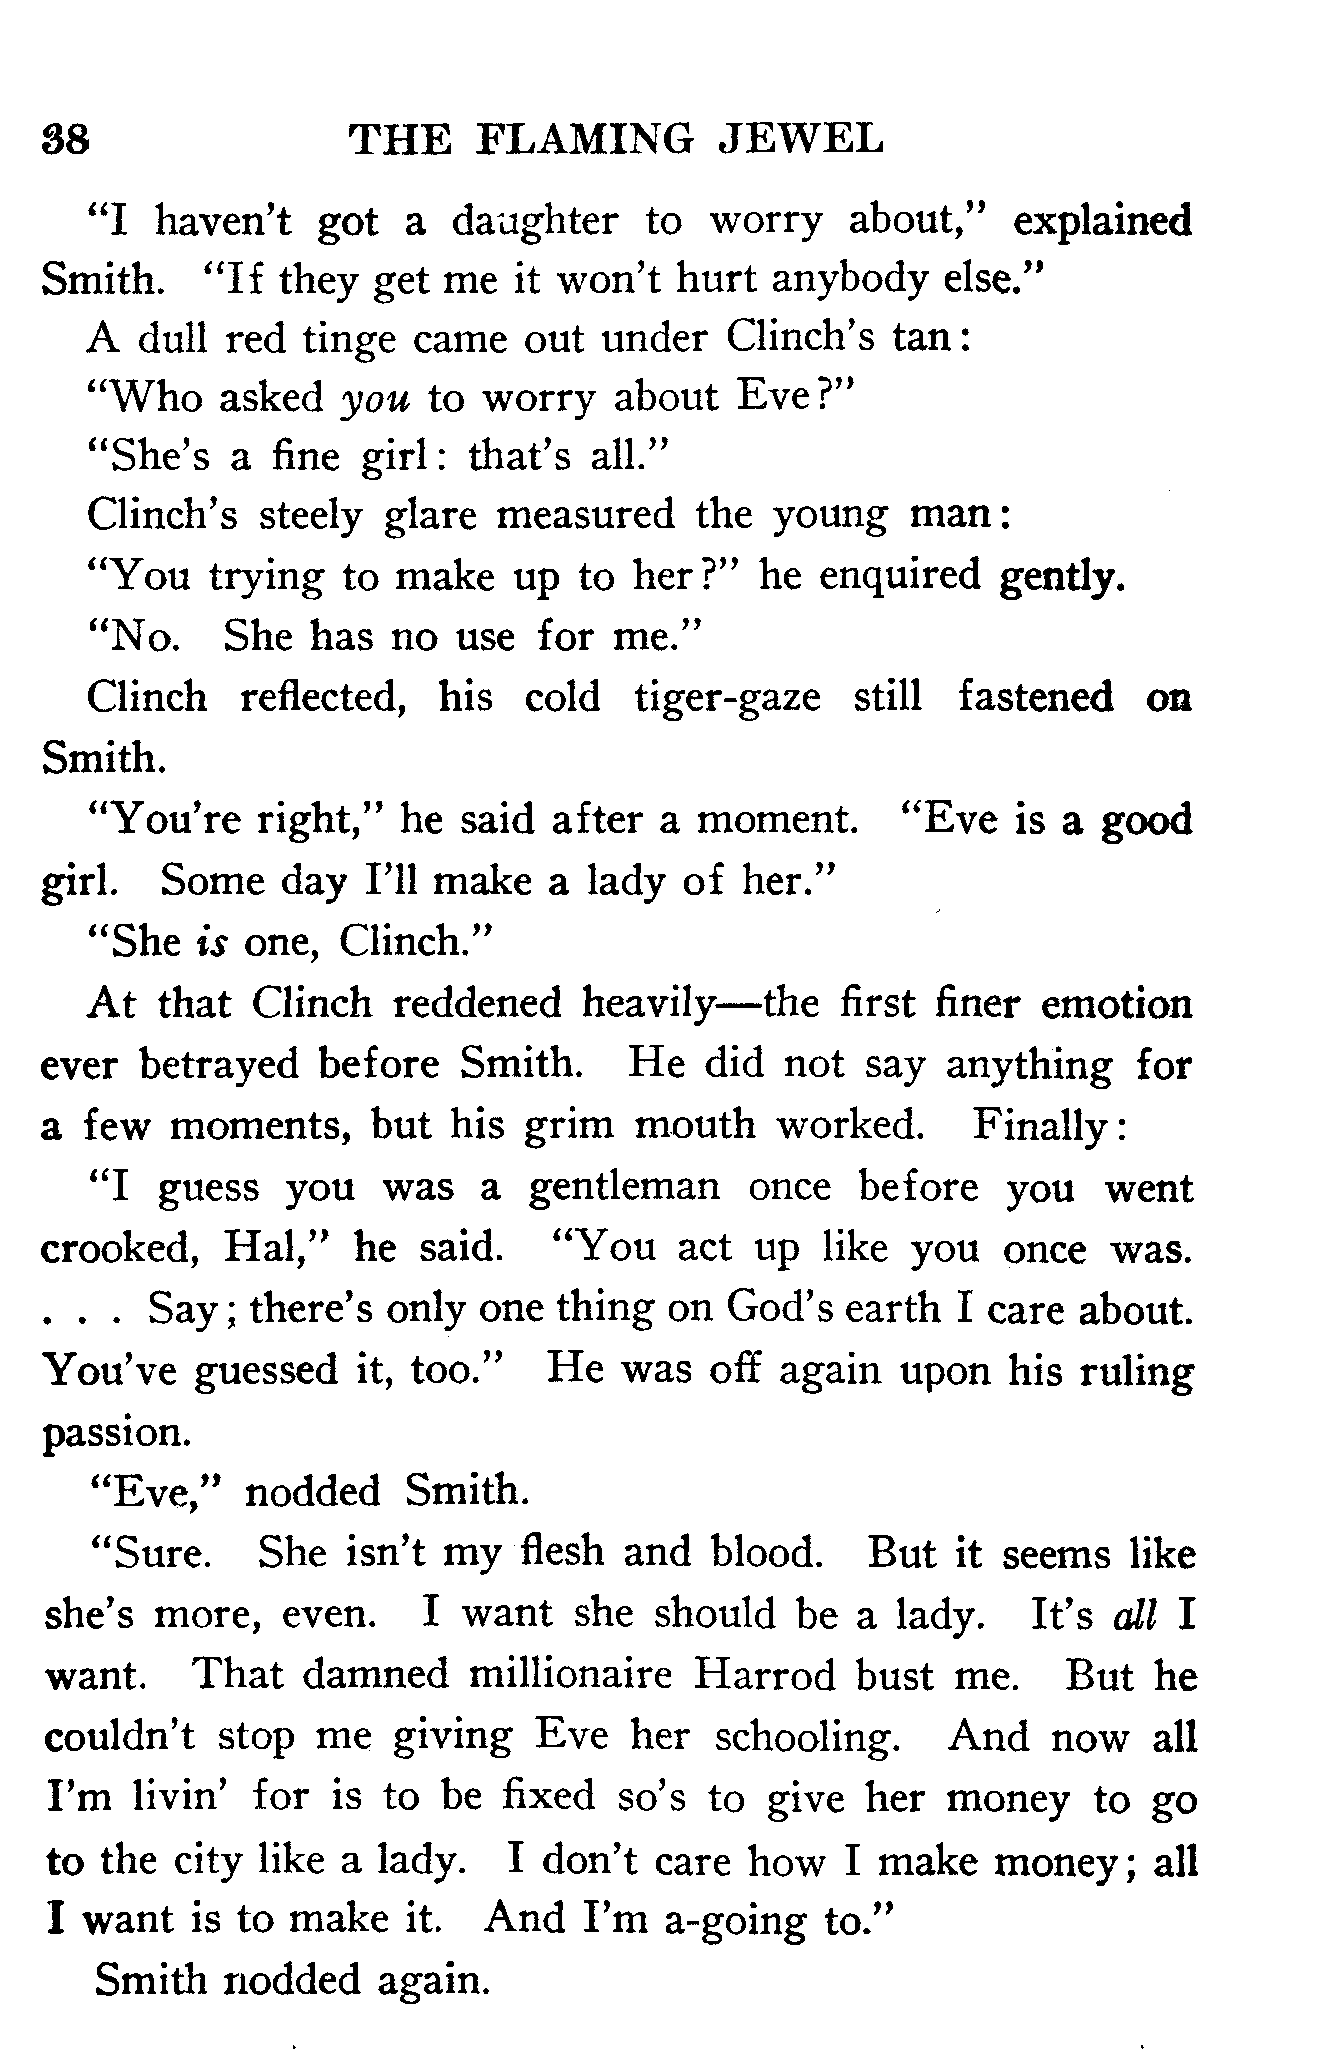 38 THE FLAMING JEWEL
"I haven't got a daughter to worry about," explained
Smith. "If they get me it won't hurt anybody else."
A dull red tinge came out under Clinch's tan:
"Who asked you to worry about Eve?"
"She's a fine girl: that's all."
Clinch's steely glare measured the young man:
"You trying to make up to her?" he enquired gently.
"No. She has no use for me."
Clinch reflected, his cold tiger-gaze still fastened on
Smith.
"You're right," he said after a moment. "Eve is a good
girl. Some day I'll make a lady of her."
"She is one, Clinch."
At that Clinch reddened heavily—the first finer emotion
ever betrayed before Smith. He did not say anything for
a few moments, but his grim mouth worked. Finally:
"I guess you was a gentleman once before you went
crooked, Hal," he said. "You act up like you once was.
. . . Say; there's only one thing on God's earth I care about.
You've guessed it, too." He was off again upon his ruling
passion.
"Eve," nodded Smith.
"Sure. She isn't my flesh and blood. But it seems like
she's more, even. I want she should be a lady. It's all I
want. That damned millionaire Harrod bust me. But he
couldn't stop me giving Eve her schooling. And now all
I'm livin' for is to be fixed so's to give her money to go
to the city like a lady. I don't care how I make money; all
I want is to make it. And I'm a-going to."
Smith nodded again.